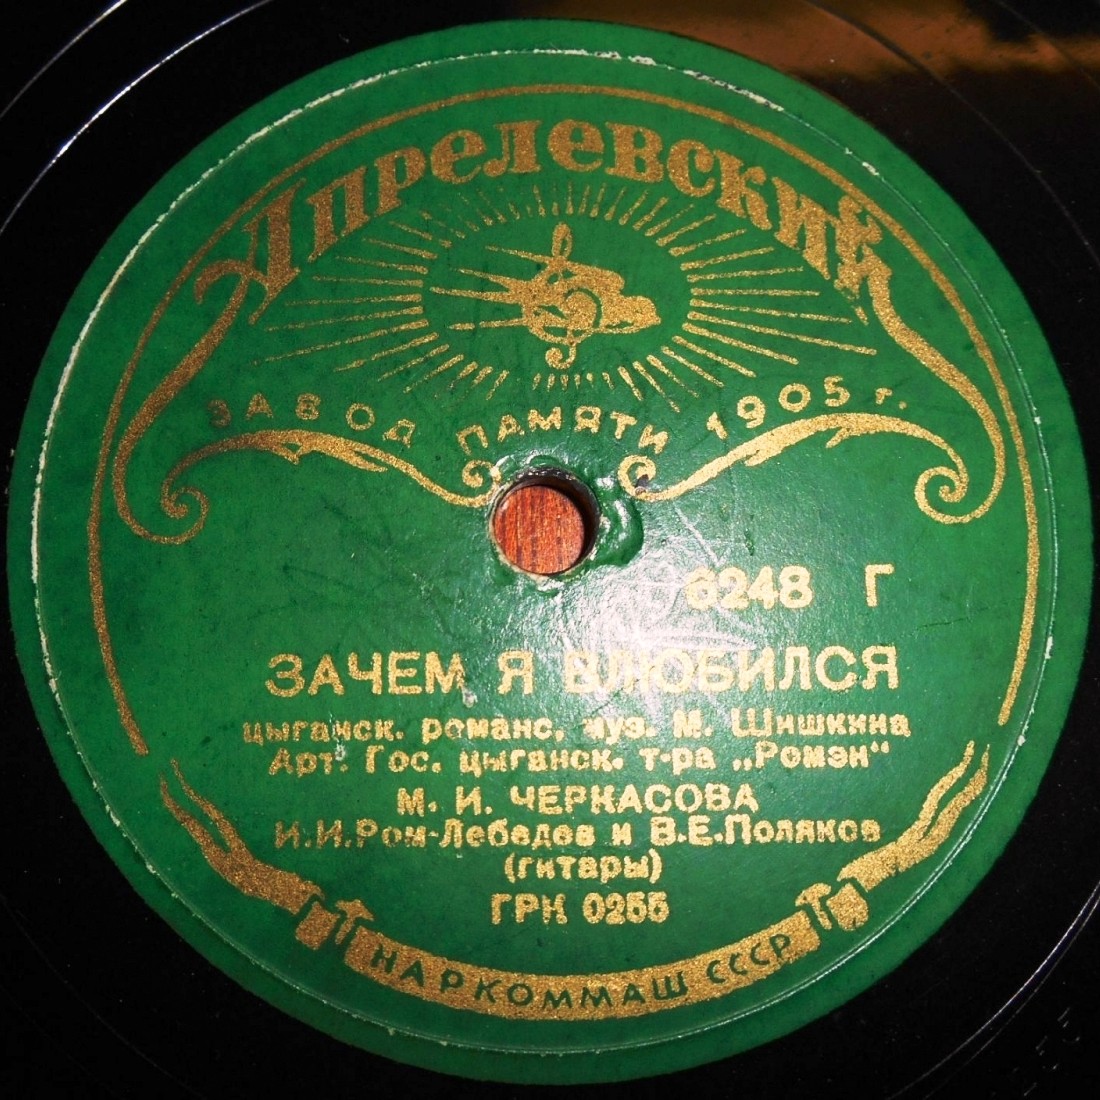 Апрелевский
ЗАВОД ПАМЯТИ 1905 г.
6248 Г
ЗАЧЕМ Я ВЛЮБИЛСЯ
цыганск. романс, муз. М. Шишкина
Арт. Гос. цыганск. т-ра „Ромэн“
М. И. ЧЕРКАСОВА
И.И.Ром-Лебедев и В.Е.Поляков
(гитары)
ГРК 0255
НАРКОММАШ СССР